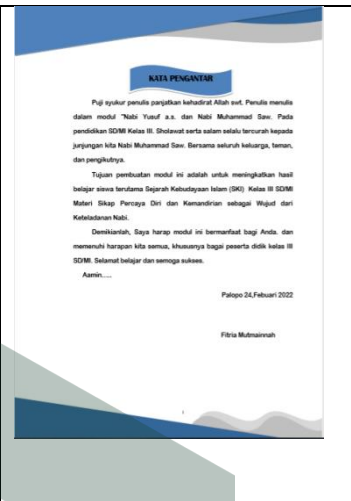 KATA PENGANTAR
Puji syukur penulis panjatkan kehadirat Allah swt. Penulis menulis
dalam modul "Nabi Yusuf a.s. dan Nabi Muhammad Saw. Pada
pendidikan SD/MI Kelas III. Sholawat serta salam selalu tercurah kepada
junjungan kita Nabi Muhammad Saw. Bersama seluruh keluarga, teman,
dan pengikutnya.
Tujuan pembuatan modul ini adalah untuk meningkatkan hasil
belajar siswa terutama Sejarah Kebudayaan Islam (SKI) Kelas III SD/MI
Materi Sikap Percaya Diri dan Kemandirian sebagai Wujud dari
Keteladanan Nabi.
Demikianlah, Saya harap modul ini bermanfaat bagi Anda. dan
memenuhi harapan kita semua, khususnya bagi peserta didik kelas III
SD/MI. Selamat belajar dan semoga sukses.
Aamin.....
Palopo 24,Febuari 2022
Fitria Mutmainnah